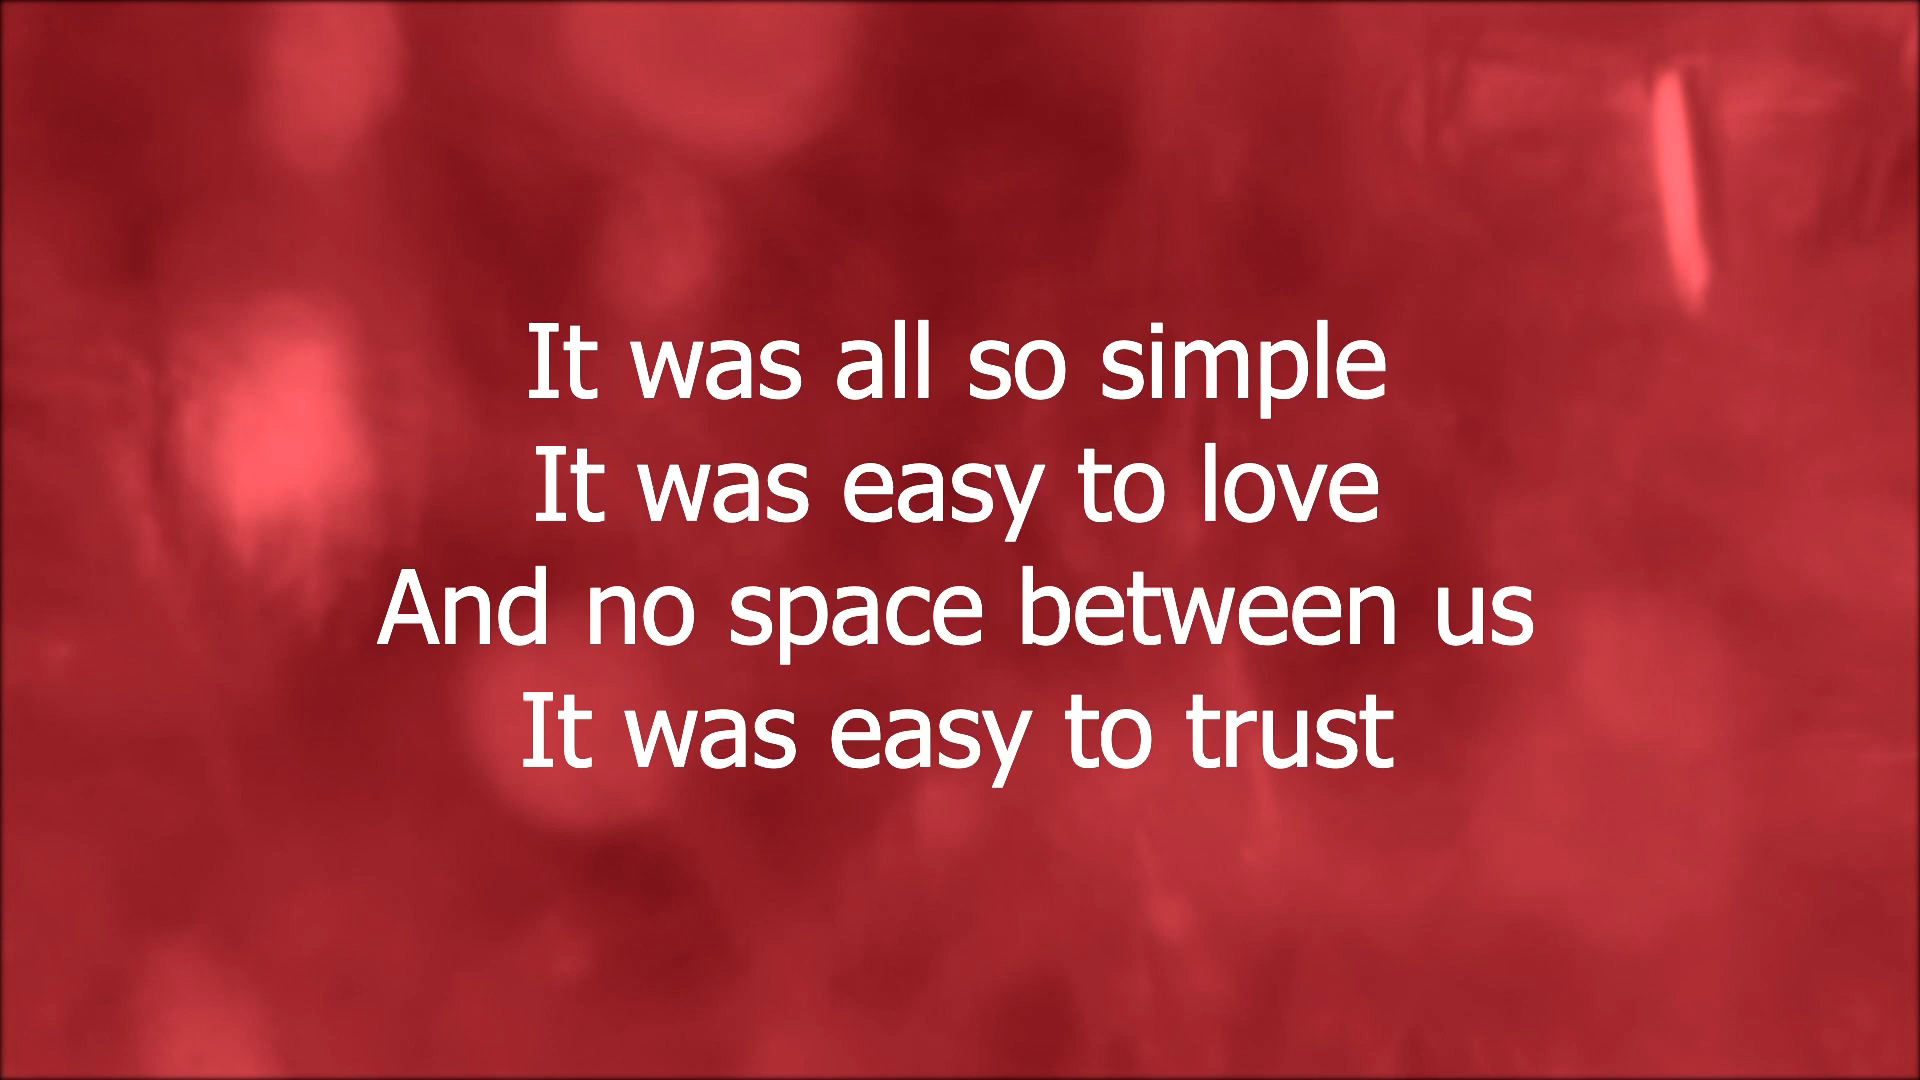 It was all so simple
It was easy to love
And no space between us
It was easy to trust